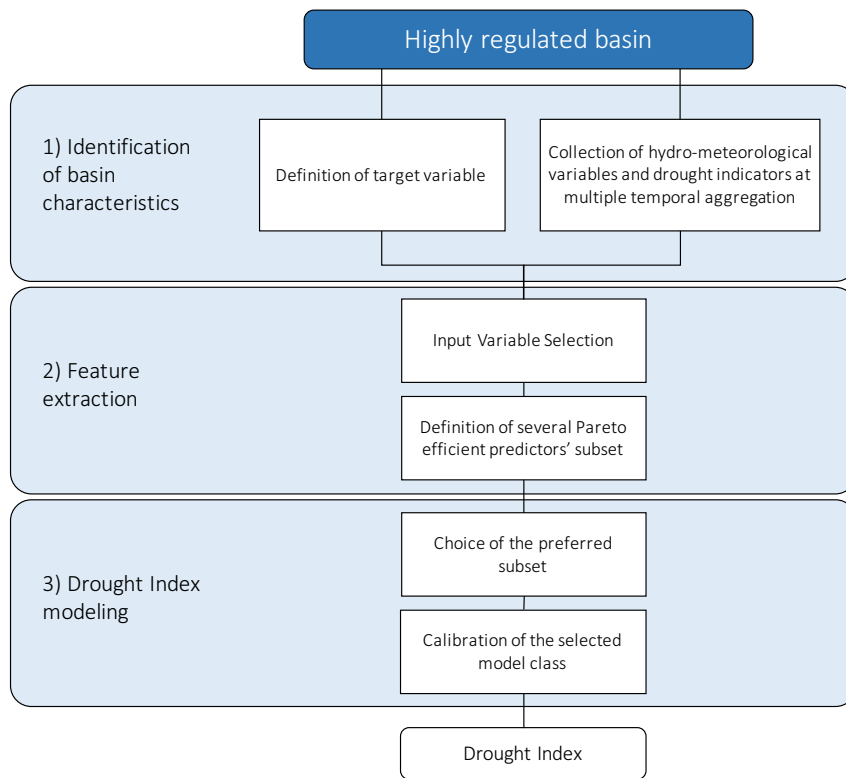 Highly regulated basin
1) Identification
of basin
characteristics
Definition of target variable
Collection of hydro-meteorological
variables and drought indicators at
multiple temporal aggregation
2) Feature
extraction
Input Variable Selection
Definition of several Pareto
efficient predictors’ subset
3) Drought Index
modeling
Choice of the preferred
subset
Calibration of the selected
model class
Drought Index